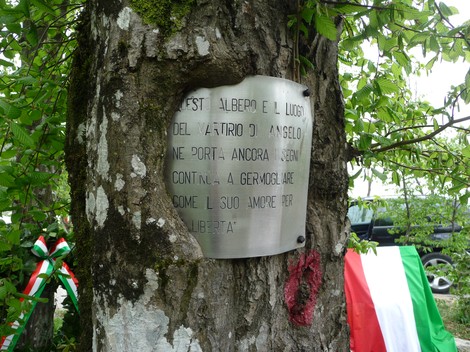 QUEST'ALBERO E IL LUOGO
DEL MARTIRIO DI ANGELO
NE PORTA ANCORA I SEGNI
CONTINUA A GERMOGLIARE
COME IL SUO AMORE PER
LIBERTA"